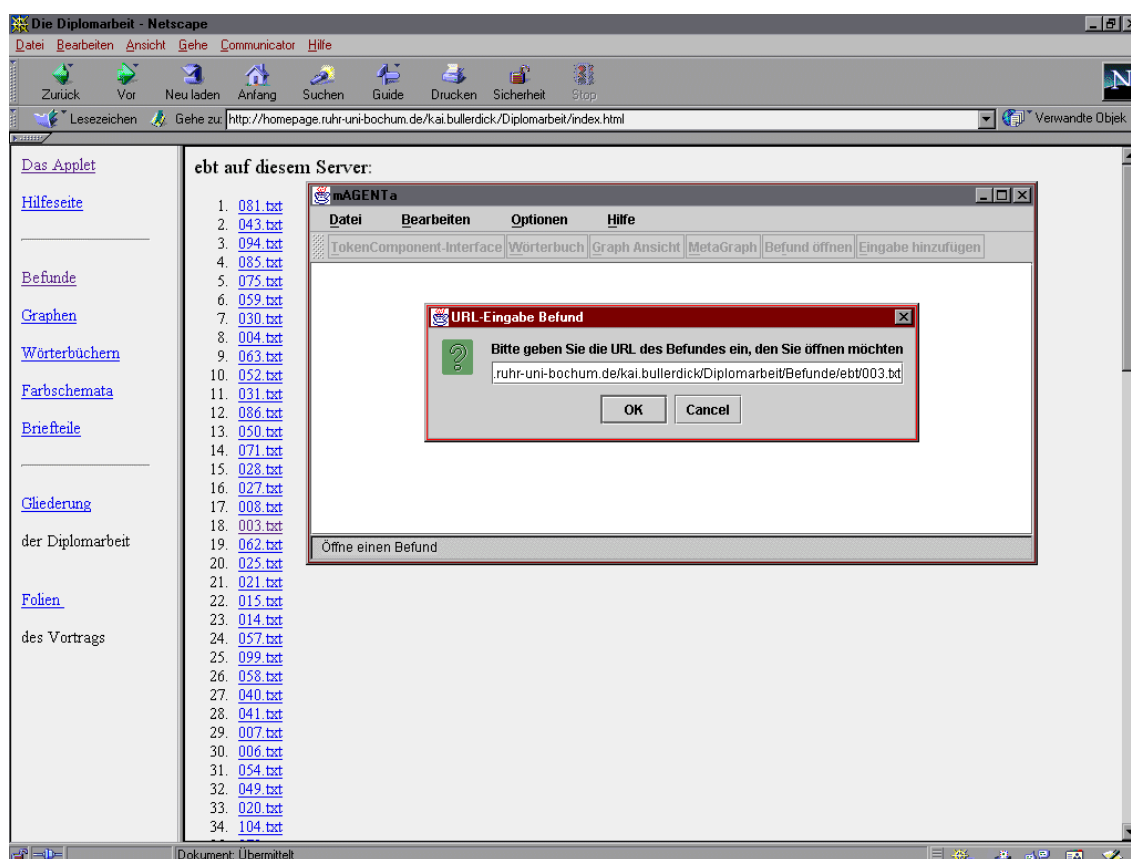 Die Diplomarbeit - Netscape
Datei Bearbeiten Ansicht Gehe Communicator Hilfe
Zurück Vor Neu laden Anfang Suchen Guide Drucken Sicherheit Stop
Lesezeichen Gehe zu: http://homepage.ruhr-uni-bochum.de/kai.bullerdick/Diplomarbeit/index.html Verwandte Objek
Das Applet
Hilfeseite
Befunde
Graphen
Wörterbüchern
Farbschemata
Briefteile
Gliederung
der Diplomarbeit
Folien
des Vortrags
ebt auf diesem Server:
1. 081.txt
2. 043.txt
3. 094.txt
4. 085.txt
5. 075.txt
6. 059.txt
7. 030.txt
8. 004.txt
9. 063.txt
10. 052.txt
11. 031.txt
12. 086.txt
13. 050.txt
14. 071.txt
15. 028.txt
16. 027.txt
17. 008.txt
18. 003.txt
19. 062.txt
20. 025.txt
21. 021.txt
22. 015.txt
23. 014.txt
24. 057.txt
25. 099.txt
26. 058.txt
27. 040.txt
28. 041.txt
29. 007.txt
30. 006.txt
31. 054.txt
32. 049.txt
33. 020.txt
34. 104.txt
mAGENTa
Datei Bearbeiten Optionen Hilfe
TokenComponent-Interface Wörterbuch Graph Ansicht MetaGraph Befund öffnen Eingabe hinzufügen
URL-Eingabe Befund
Bitte geben Sie die URL des Befundes ein, den Sie öffnen möchten
.ruhr-uni-bochum.de/kai.bullerdick/Diplomarbeit/Befunde/ebt/003.txt
OK Cancel
Öffne einen Befund
Dokument: Übermittelt